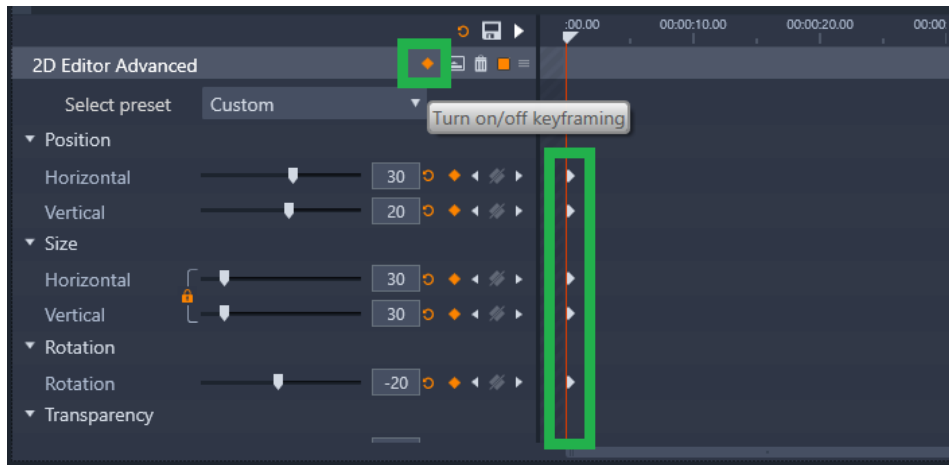 :00.00 00:00:10.00 00:00:20.00 00:00
2D Editor Advanced
Select preset Custom
Turn on/off keyframing
Position
Horizontal 30
Vertical 20
Size
Horizontal 30
Vertical 30
Rotation
Rotation -20
Transparency